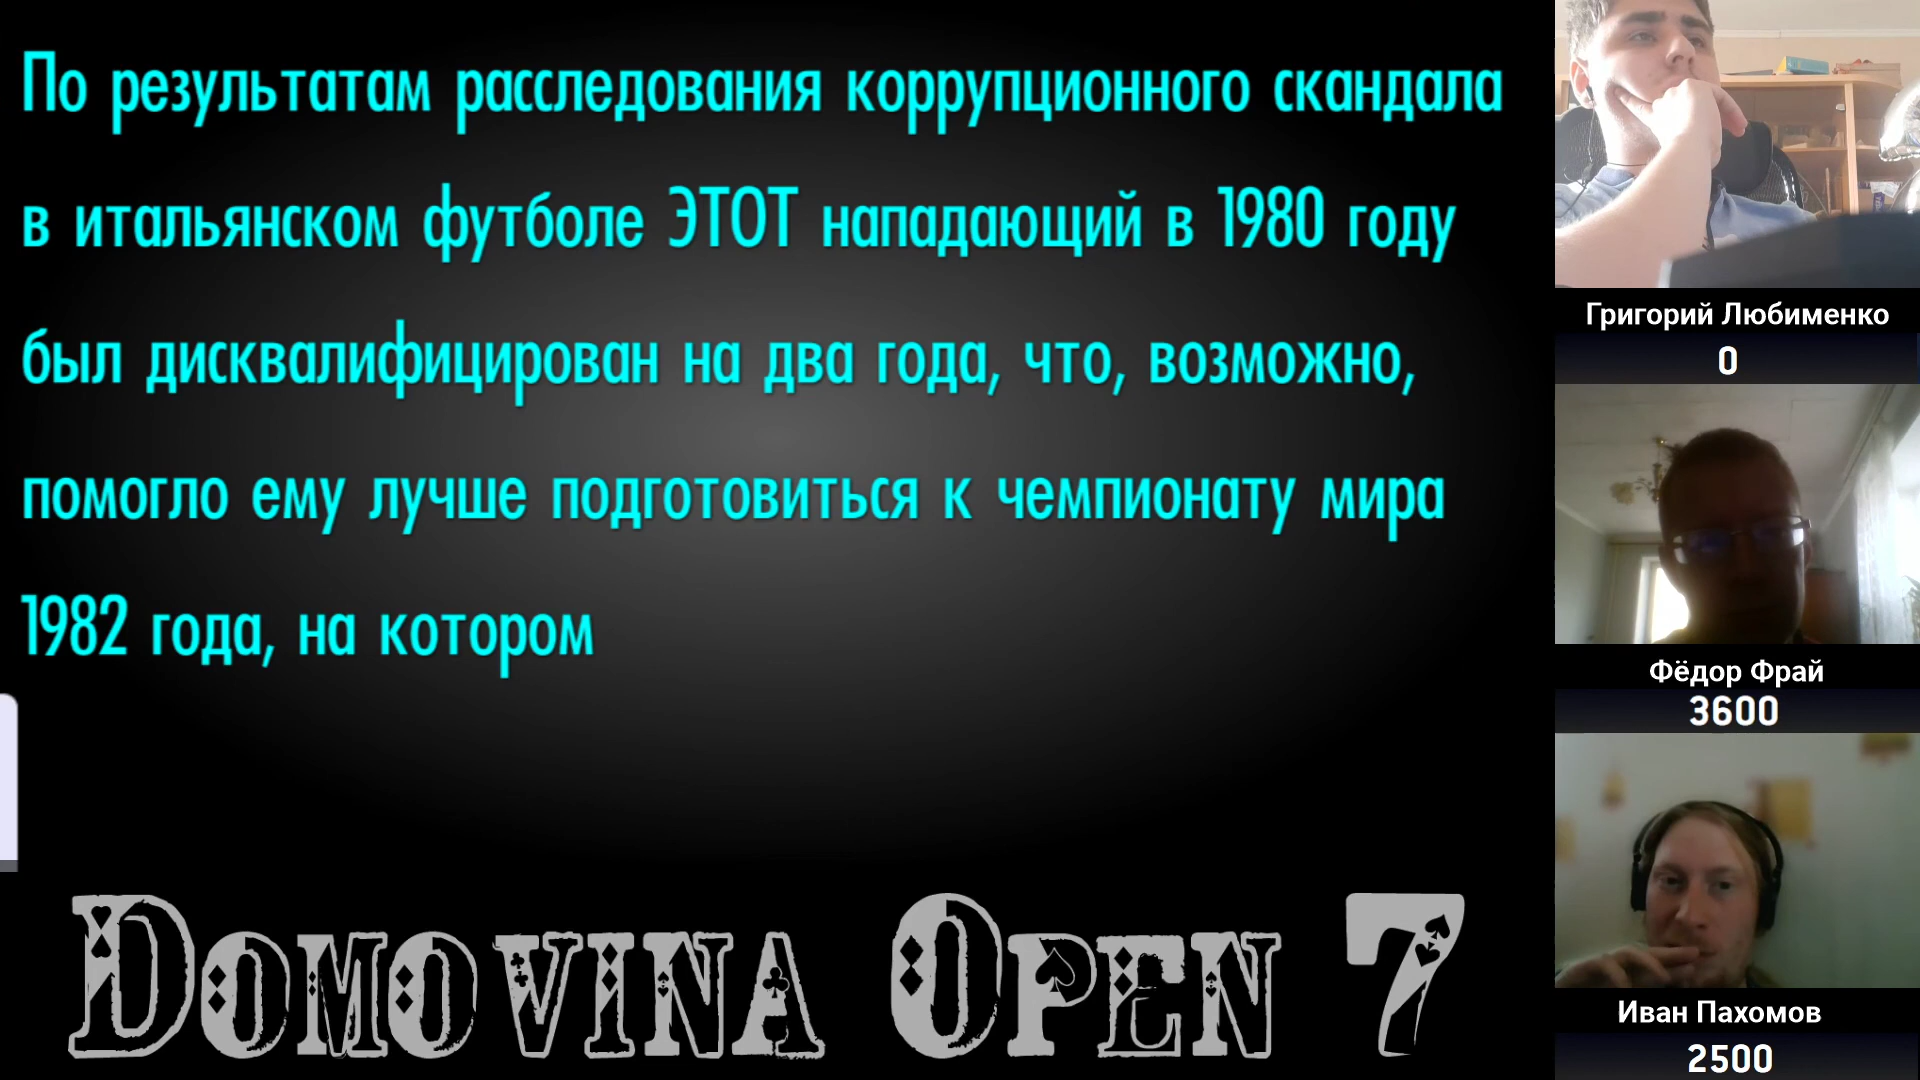 По результатам расследования коррупционного скандала
в итальянском футболе ЭТОТ нападающий в 1980 году
был дисквалифицирован на два года, что, возможно,
помогло ему лучше подготовиться к чемпионату мира
1982 года, на котором
Domovina Open 7
Григорий Любименко
0
Фёдор Фрай
3600
Иван Пахомов
2500